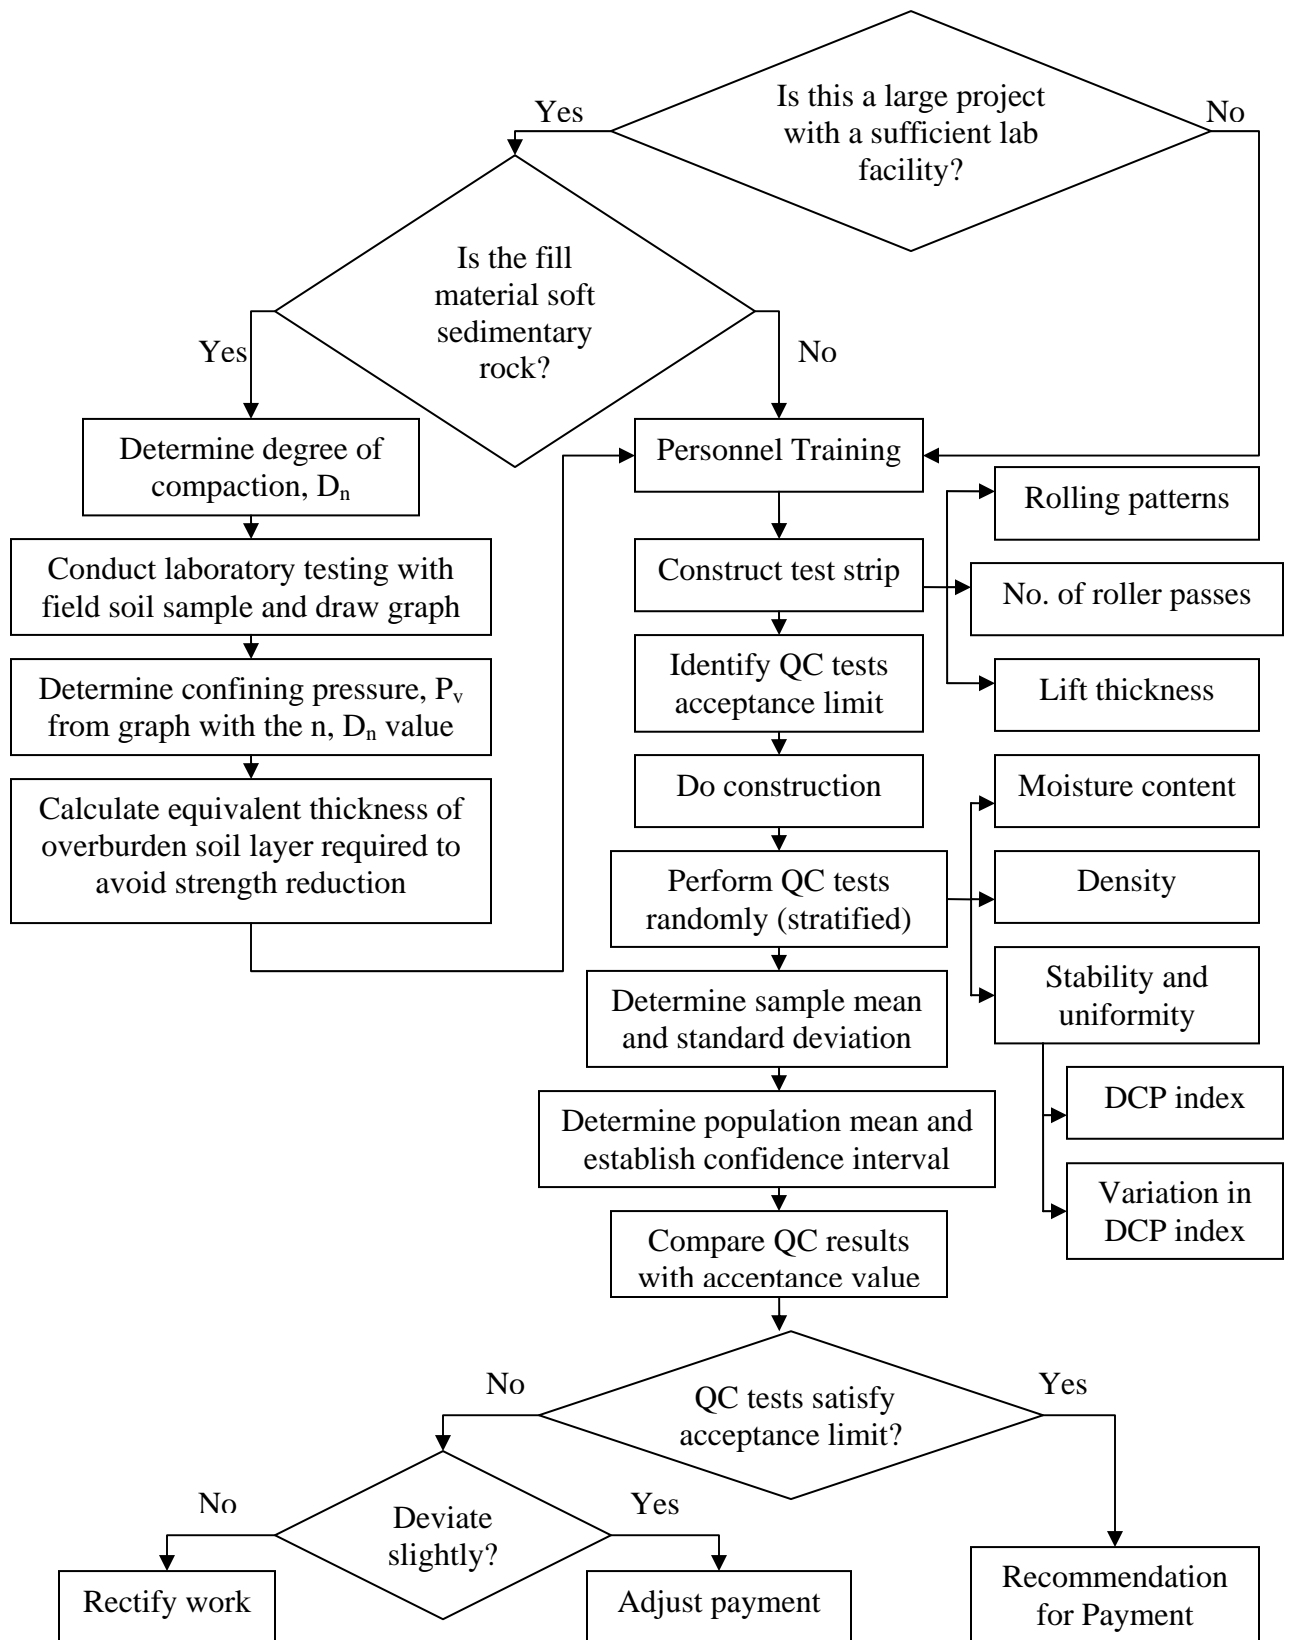 Is this a large project
with a sufficient lab
facility?
Yes
No
Is the fill
material soft
sedimentary
rock?
Yes
No
Determine degree of
compaction, Dn
Conduct laboratory testing with
field soil sample and draw graph
Determine confining pressure, Pv
from graph with the n, Dn value
Calculate equivalent thickness of
overburden soil layer required to
avoid strength reduction
Personnel Training
Construct test strip
Rolling patterns
No. of roller passes
Lift thickness
Identify QC tests
acceptance limit
Do construction
Perform QC tests
randomly (stratified)
Moisture content
Density
Stability and
uniformity
DCP index
Variation in
DCP index
Determine sample mean
and standard deviation
Determine population mean and
establish confidence interval
Compare QC results
with acceptance value
QC tests satisfy
acceptance limit?
No
Yes
Deviate
slightly?
No
Yes
Rectify work
Adjust payment
Recommendation
for Payment